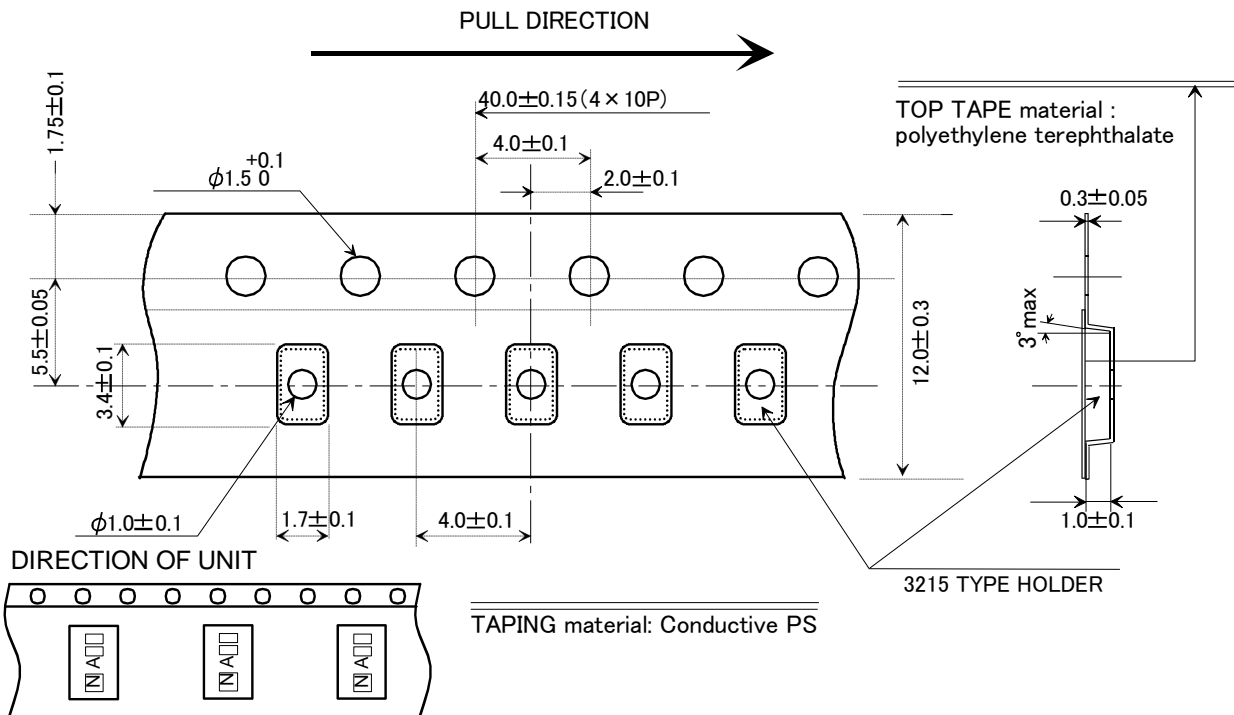 PULL DIRECTION
40.0±0.15(4×10P)
4.0±0.1
2.0±0.1
1.75±0.1
+0.1
φ1.5 0
TOP TAPE material :
polyethylene terephthalate
0.3±0.05
5.5±0.05
3.4±0.1
12.0±0.3
3°max
φ1.0±0.1
1.7±0.1
4.0±0.1
1.0±0.1
3215 TYPE HOLDER
DIRECTION OF UNIT
TAPING material: Conductive PS
N A□□
N A□□
N A□□